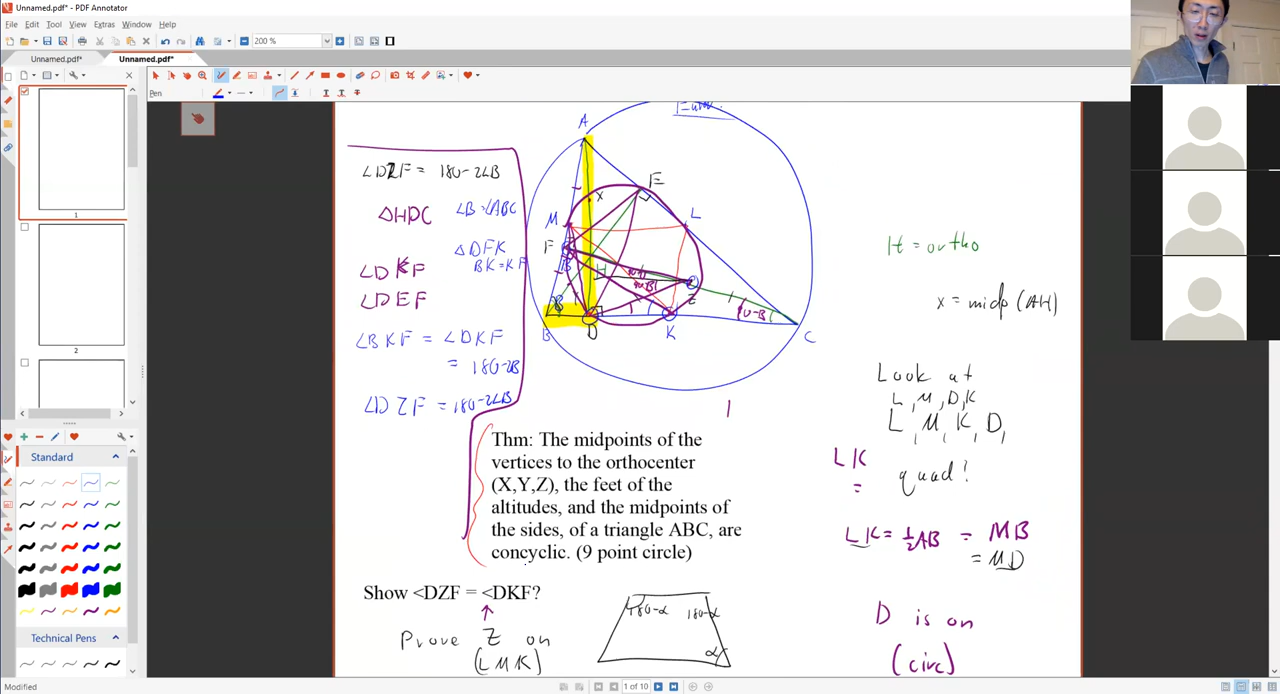 Unnamed.pdf* - PDF Annotator
File Edit Tool View Extras Window Help
200 %
Unnamed.pdf*
Unnamed.pdf*
Pen
1
2
Standard
Technical Pens
Modified
1 of 10
∠DZF = 180-2∠B
△HDC ∠B=∠ABC
△DFK
BK=KF
∠DKF
∠DEF
∠BKF = ∠DKF
= 180-2B
∠DZF = 180-2∠B
A
E
x
M
L
F
H
Z
B
D
K
C
90-B
H = ortho
x = midp (AH)
Look at
L, M, D, K
L, M, K, D,
quad!
LK
=
LK = ½AB = MB
= MD
D is on
(circ)
Thm: The midpoints of the
vertices to the orthocenter
(X,Y,Z), the feet of the
altitudes, and the midpoints of
the sides, of a triangle ABC, are
concyclic. (9 point circle)
Show <DZF = <DKF?
Prove Z on
(LMK)
180-α 180-α
α